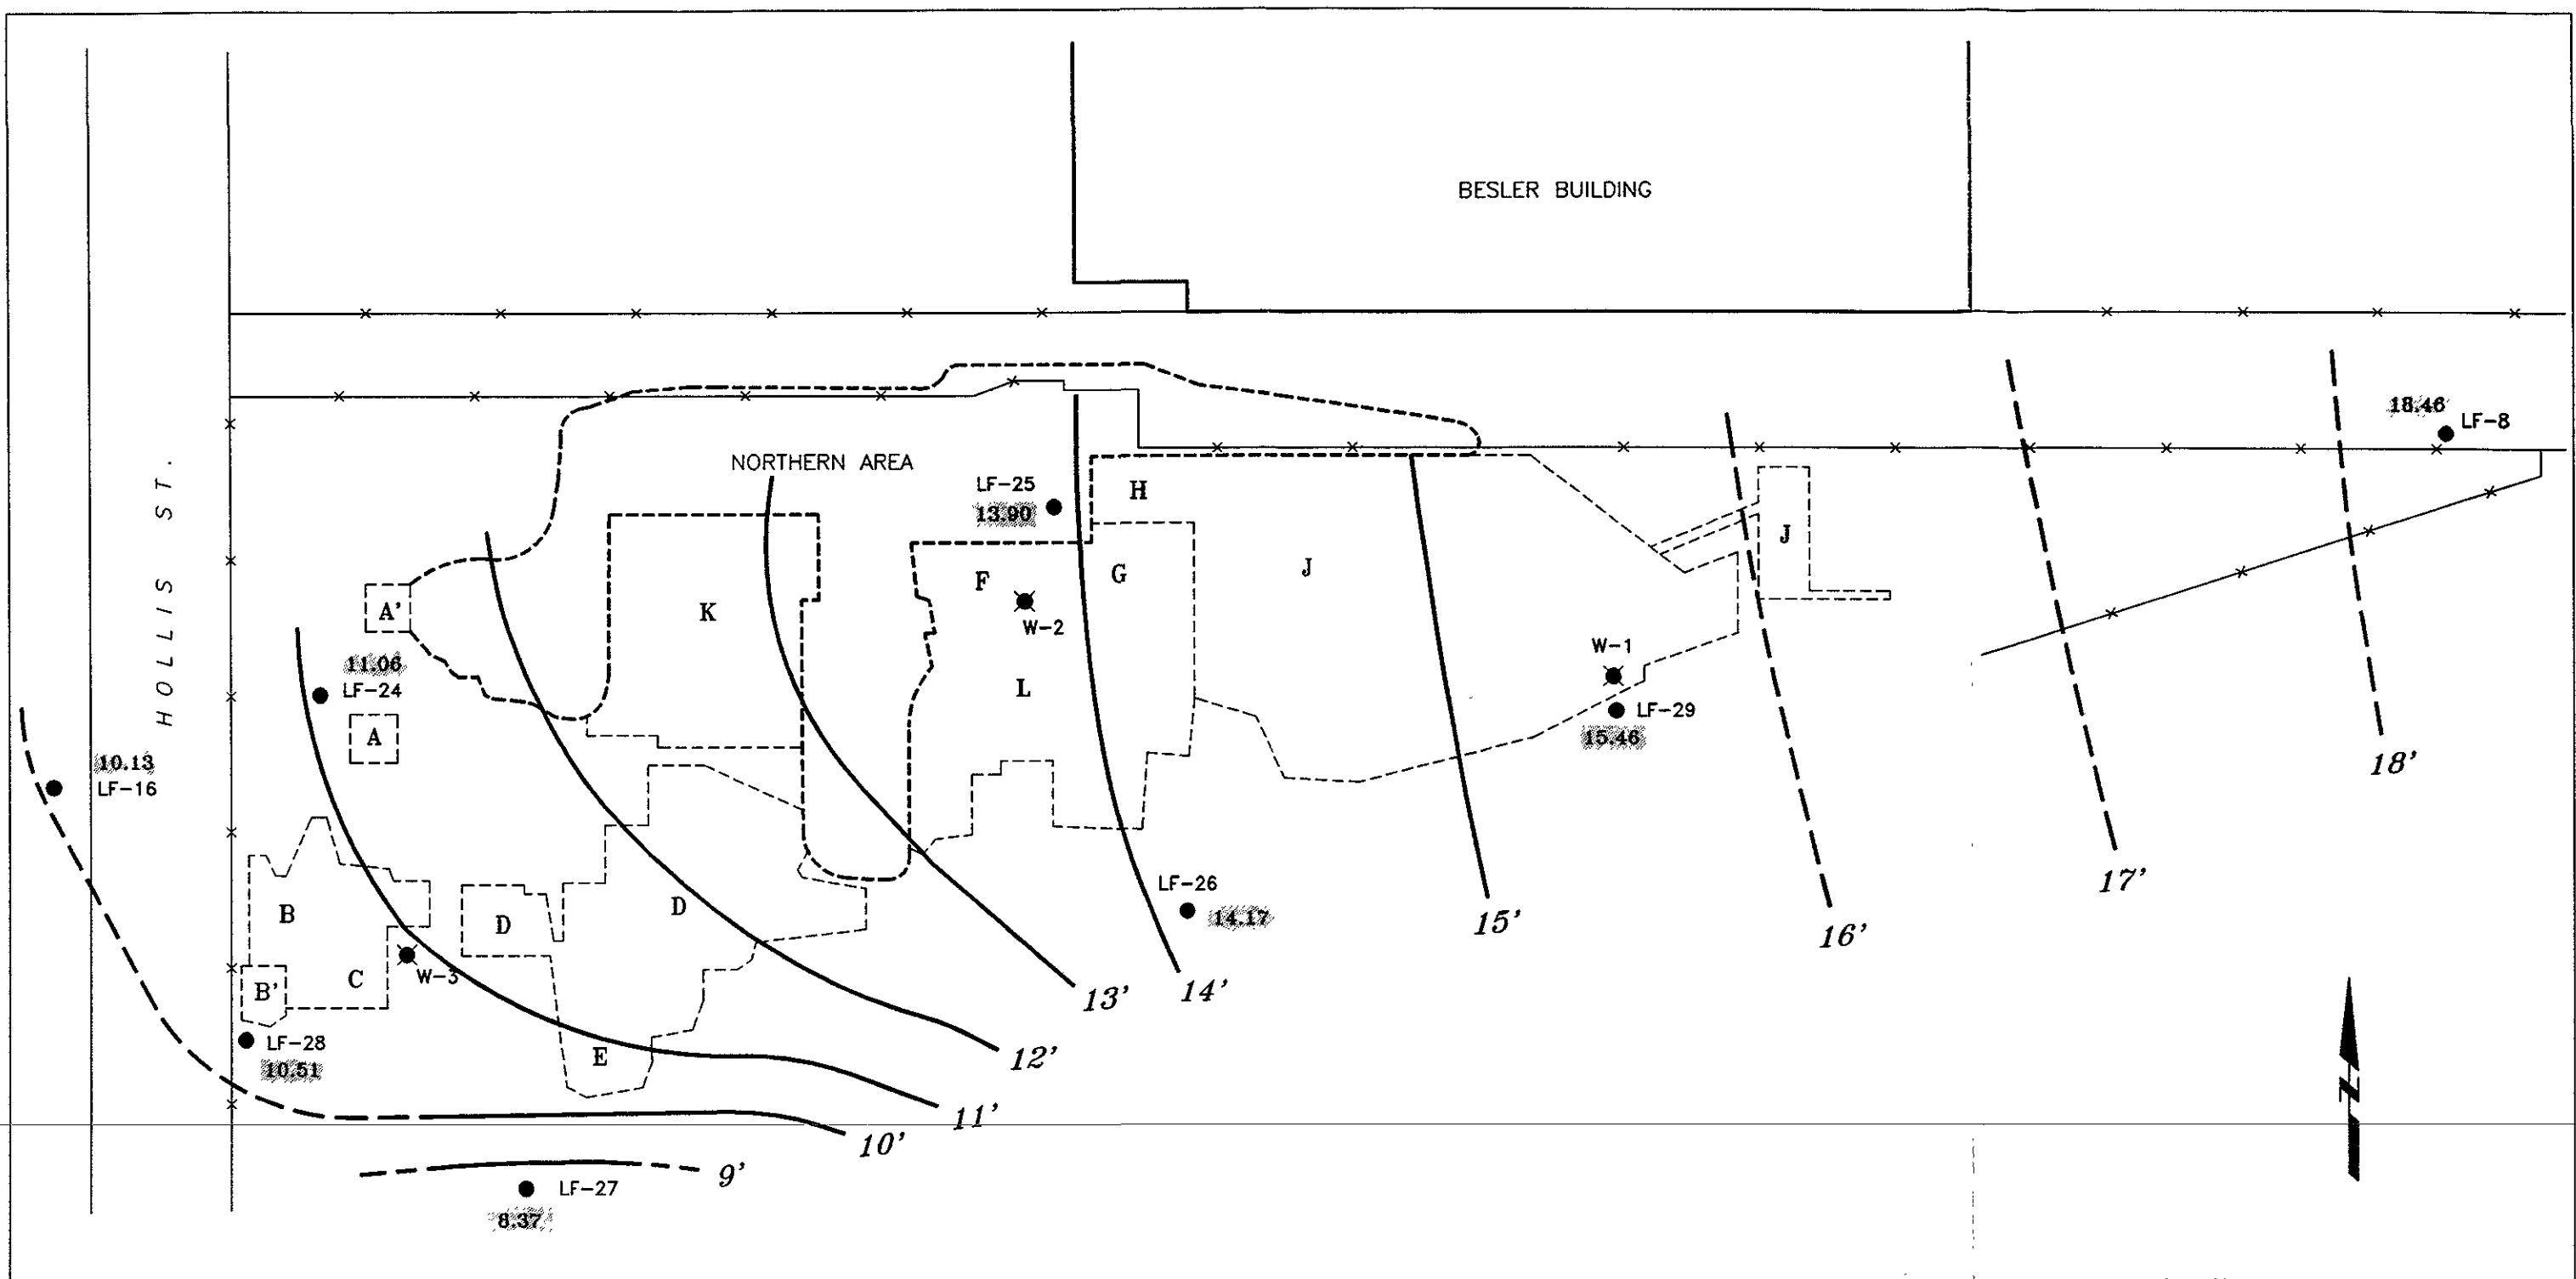 BESLER BUILDING
18.46
LF-8
NORTHERN AREA
LF-25
13.90
H
HOLLIS ST.
F
G
J
J
A'
K
W-2
11.06
LF-24
L
W-1
LF-29
15.46
A
10.13
LF-16
18'
B
D
D
LF-26
14.17
15'
16'
17'
W-3
C
B'
13'
14'
LF-28
10.51
E
12'
11'
10'
9'
LF-27
8.37
N